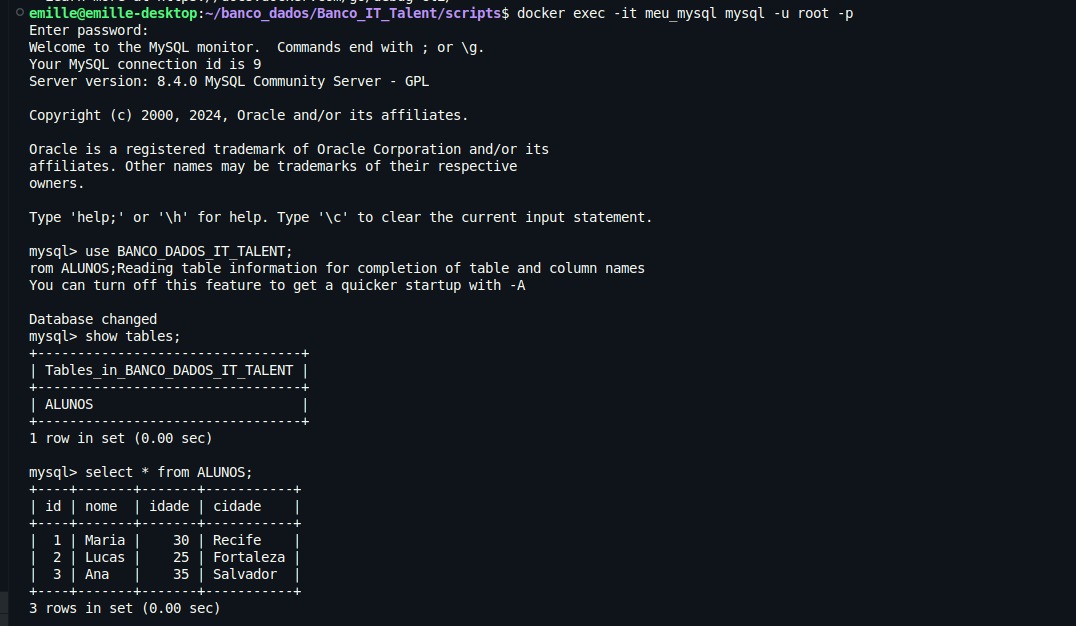 emille@emille-desktop:~/banco_dados/Banco_IT_Talent/scripts$ docker exec -it meu_mysql mysql -u root -p
Enter password:
Welcome to the MySQL monitor.  Commands end with ; or \g.
Your MySQL connection id is 9
Server version: 8.4.0 MySQL Community Server - GPL

Copyright (c) 2000, 2024, Oracle and/or its affiliates.

Oracle is a registered trademark of Oracle Corporation and/or its
affiliates. Other names may be trademarks of their respective
owners.

Type 'help;' or '\h' for help. Type '\c' to clear the current input statement.

mysql> use BANCO_DADOS_IT_TALENT;
rom ALUNOS;Reading table information for completion of table and column names
You can turn off this feature to get a quicker startup with -A

Database changed
mysql> show tables;
+---------------------------------+
| Tables_in_BANCO_DADOS_IT_TALENT |
+---------------------------------+
| ALUNOS                          |
+---------------------------------+
1 row in set (0.00 sec)

mysql> select * from ALUNOS;
+----+-------+-------+-----------+
| id | nome  | idade | cidade    |
+----+-------+-------+-----------+
|  1 | Maria |    30 | Recife    |
|  2 | Lucas |    25 | Fortaleza |
|  3 | Ana   |    35 | Salvador  |
+----+-------+-------+-----------+
3 rows in set (0.00 sec)